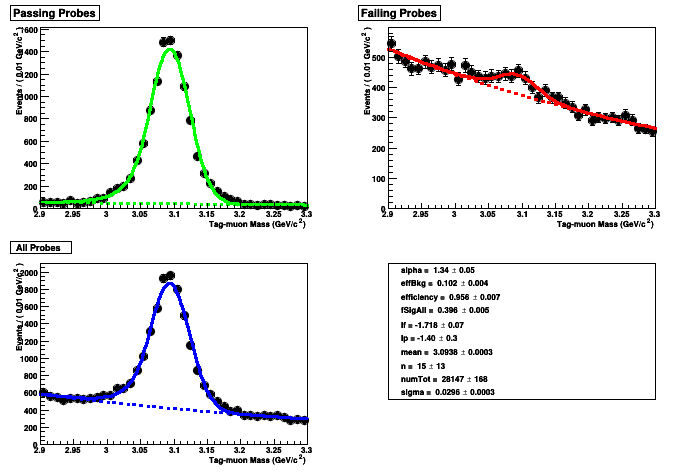 Passing Probes
Events / ( 0.01 GeV/c² )
1600
1400
1200
1000
800
600
400
200
0
2.9 2.95 3 3.05 3.1 3.15 3.2 3.25 3.3
Tag-muon Mass (GeV/c²)
Failing Probes
Events / ( 0.01 GeV/c² )
500
400
300
200
100
0
2.9 2.95 3 3.05 3.1 3.15 3.2 3.25 3.3
Tag-muon Mass (GeV/c²)
All Probes
Events / ( 0.01 GeV/c² )
2000
1800
1600
1400
1200
1000
800
600
400
200
0
2.9 2.95 3 3.05 3.1 3.15 3.2 3.25 3.3
Tag-muon Mass (GeV/c²)
alpha = 1.34 ± 0.05
effBkg = 0.102 ± 0.004
efficiency = 0.956 ± 0.007
fSigAll = 0.396 ± 0.005
lf = -1.718 ± 0.07
lp = -1.40 ± 0.3
mean = 3.0938 ± 0.0003
n = 15 ± 13
numTot = 28147 ± 168
sigma = 0.0296 ± 0.0003